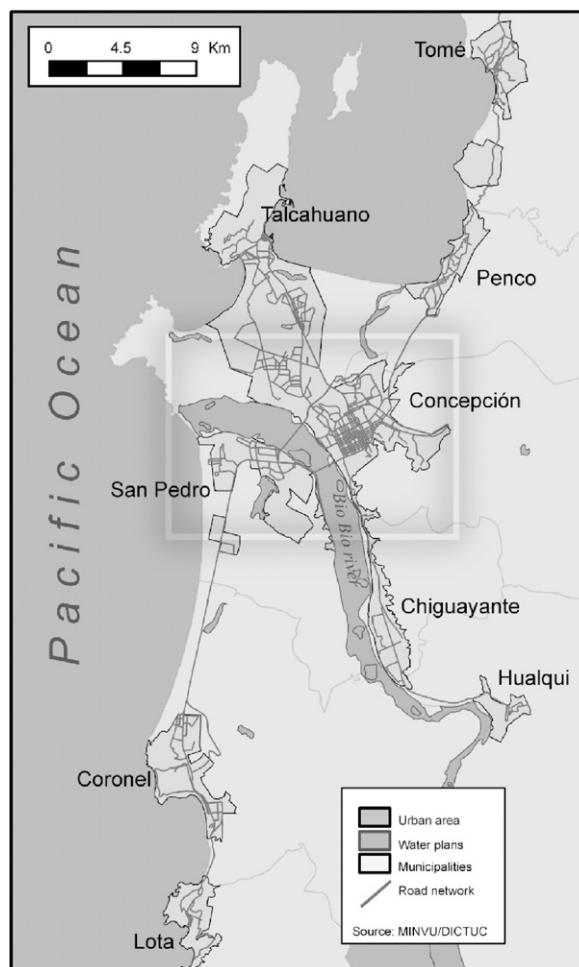 0 4.5 9 Km
Tomé
Talcahuano
Penco
Pacific Ocean
Concepción
San Pedro
Bio Bio river
Chiguayante
Hualqui
Coronel
Lota
Urban area
Water plans
Municipalities
Road network
Source: MINVU/DICTUC